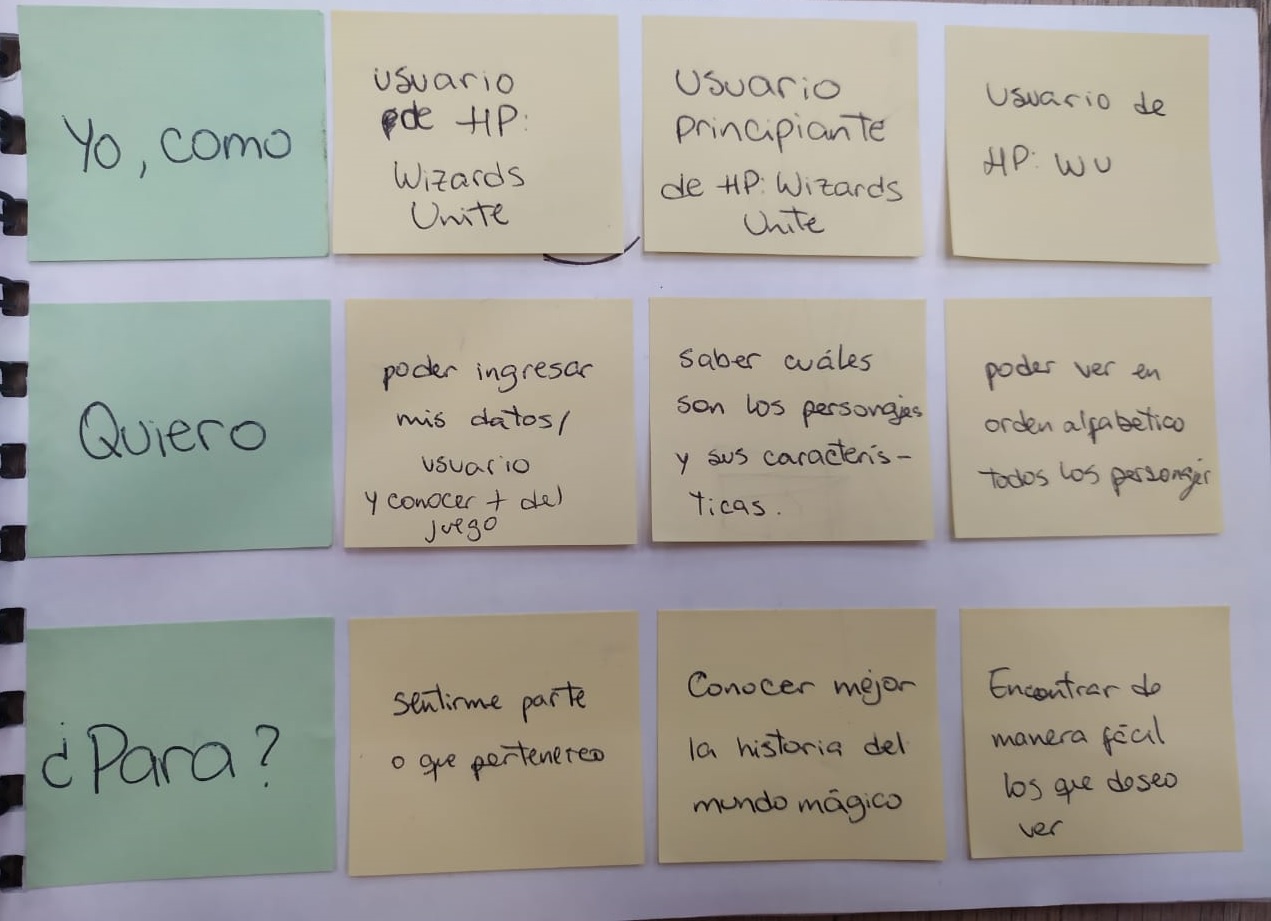 Yo, como
usuario
de HP:
Wizards
Unite
Usuario
principiante
de HP: Wizards
Unite
Usuario de
HP: WU
Quiero
poder ingresar
mis datos/
usuario
y conocer + del
juego
saber cuáles
son los personajes
y sus caracterís-
ticas.
poder ver en
orden alfabetico
todos los personajes
¿Para?
sentirme parte
o que pertenezco
Conocer mejor
la historia del
mundo mágico
Encontrar de
manera fácil
los que deseo
ver